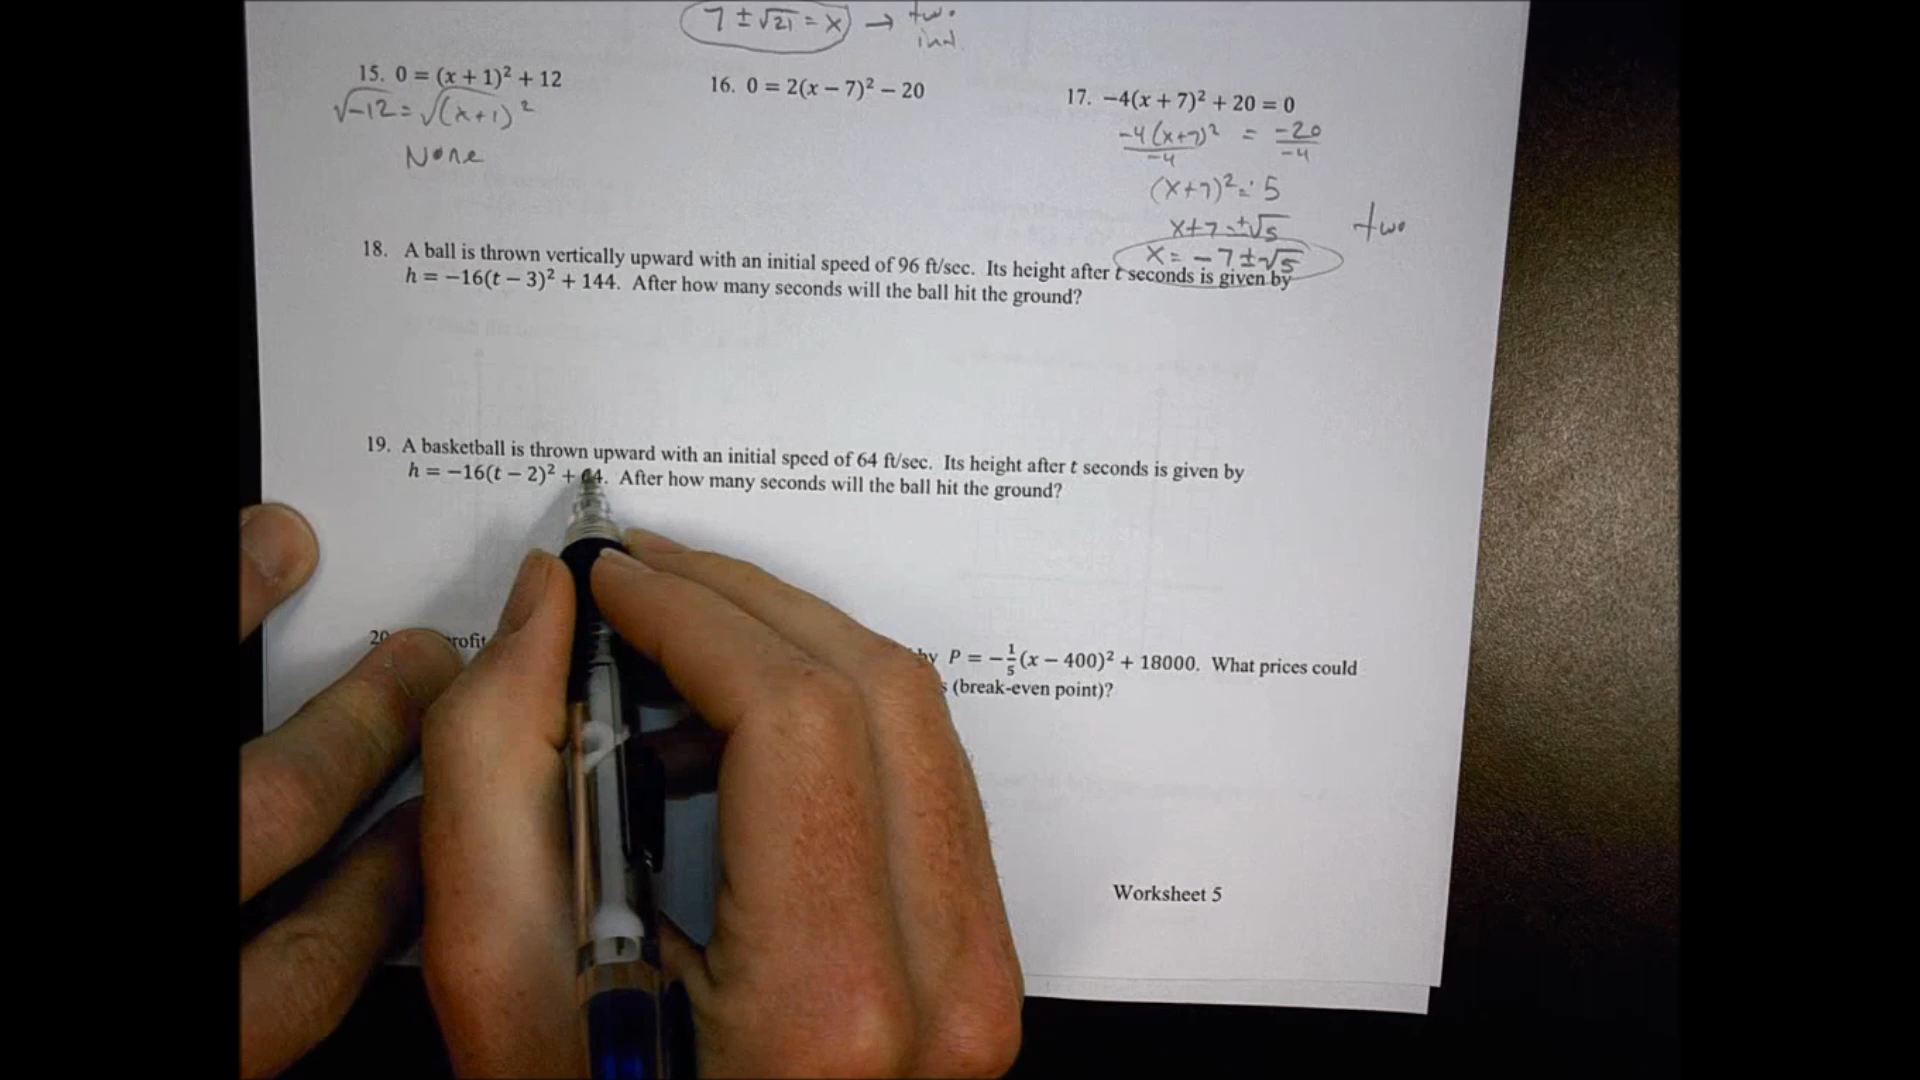 7 ± √21 = x → two
ind.
15. 0 = (x + 1)² + 12
√-12 = √(x+1)²
None
16. 0 = 2(x − 7)² − 20
17. −4(x + 7)² + 20 = 0
-4(x+7)² = -20
-4 -4
(x+7)² = 5
x+7 = ±√5
two
x = -7 ± √5
18. A ball is thrown vertically upward with an initial speed of 96 ft/sec. Its height after t seconds is given by
h = −16(t − 3)² + 144. After how many seconds will the ball hit the ground?
19. A basketball is thrown upward with an initial speed of 64 ft/sec. Its height after t seconds is given by
h = −16(t − 2)² + 64. After how many seconds will the ball hit the ground?
20 by P = −1/5(x − 400)² + 18000. What prices could
(break-even point)?
Worksheet 5